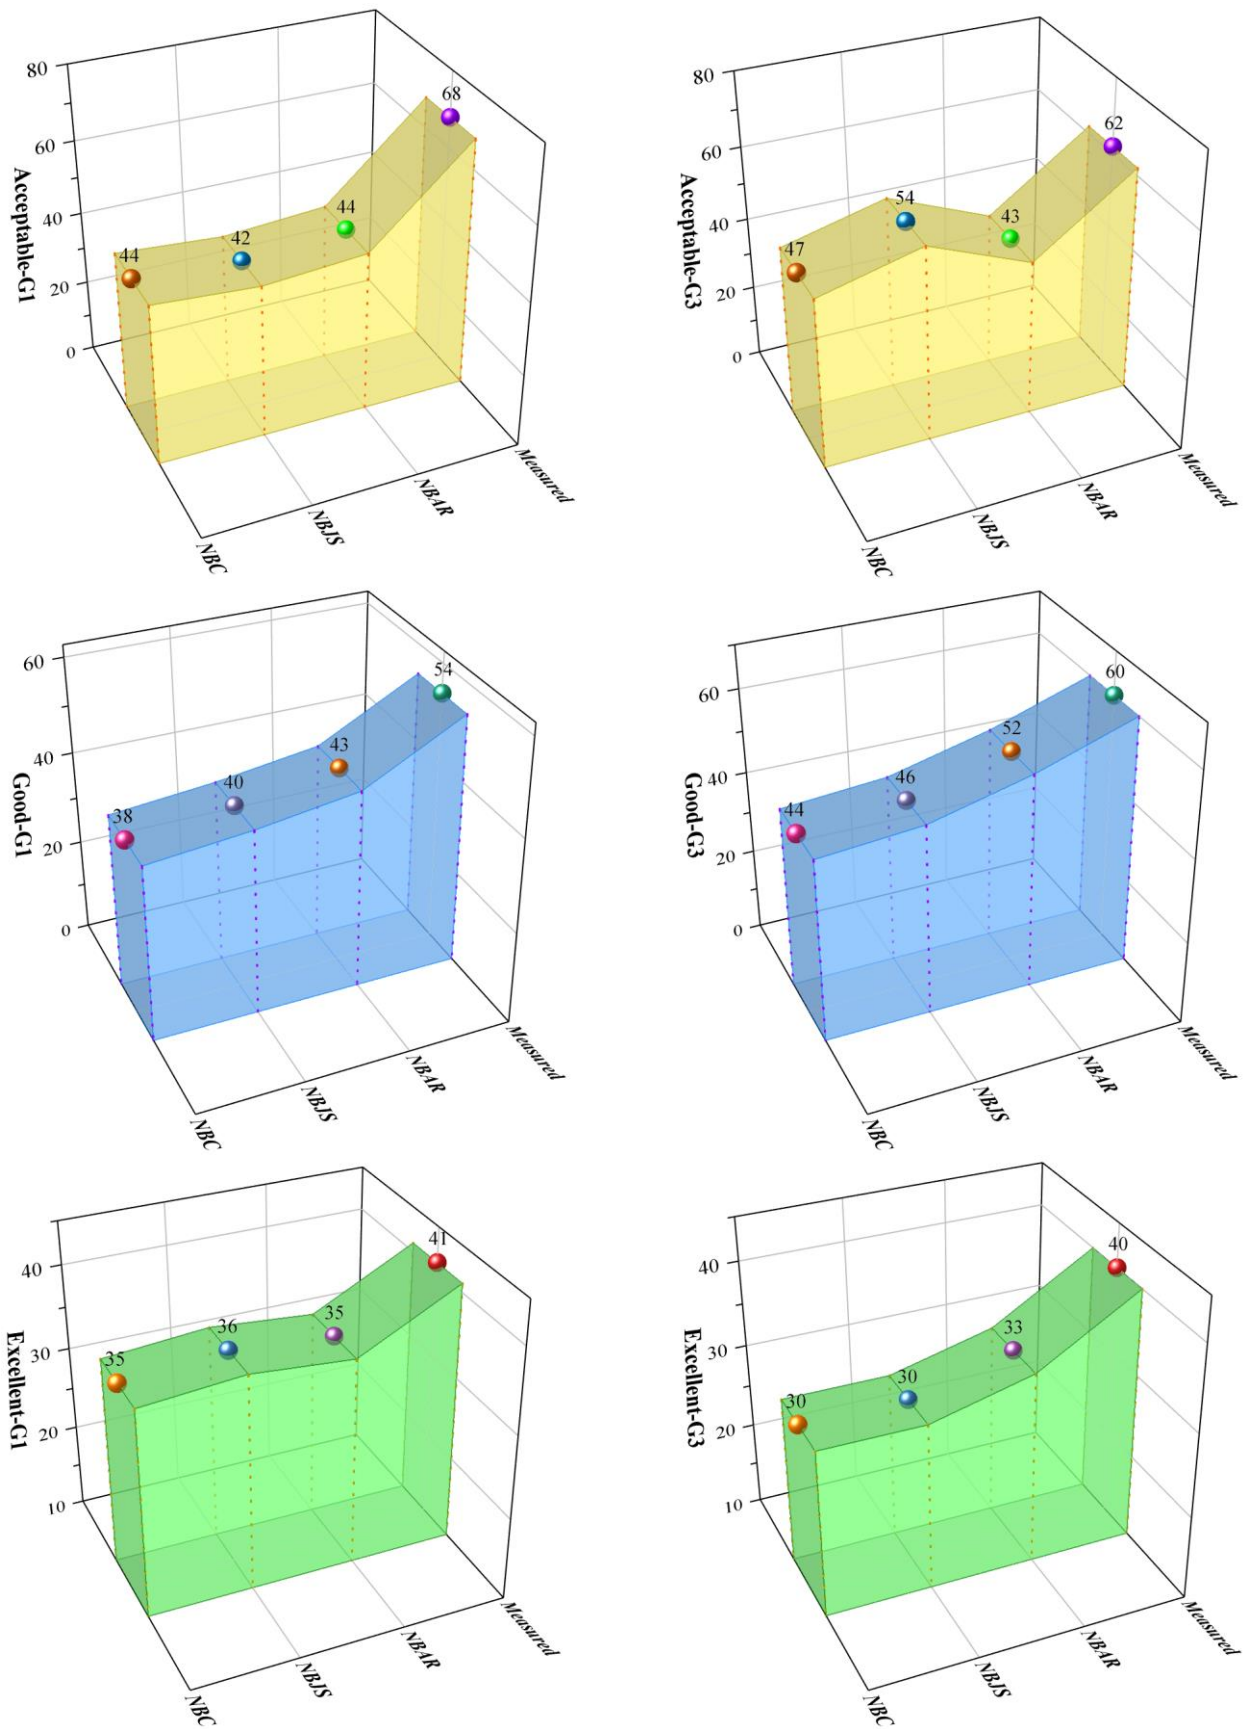 80
60
40
20
0
Acceptable-G1
44
42
44
68
NBC
NBJS
NBAR
Measured
80
60
40
20
0
Acceptable-G3
47
54
43
62
NBC
NBJS
NBAR
Measured
60
40
20
0
Good-G1
38
40
43
54
NBC
NBJS
NBAR
Measured
60
40
20
0
Good-G3
44
46
52
60
NBC
NBJS
NBAR
Measured
40
30
20
10
Excellent-G1
35
36
35
41
NBC
NBJS
NBAR
Measured
40
30
20
10
Excellent-G3
30
30
33
40
NBC
NBJS
NBAR
Measured